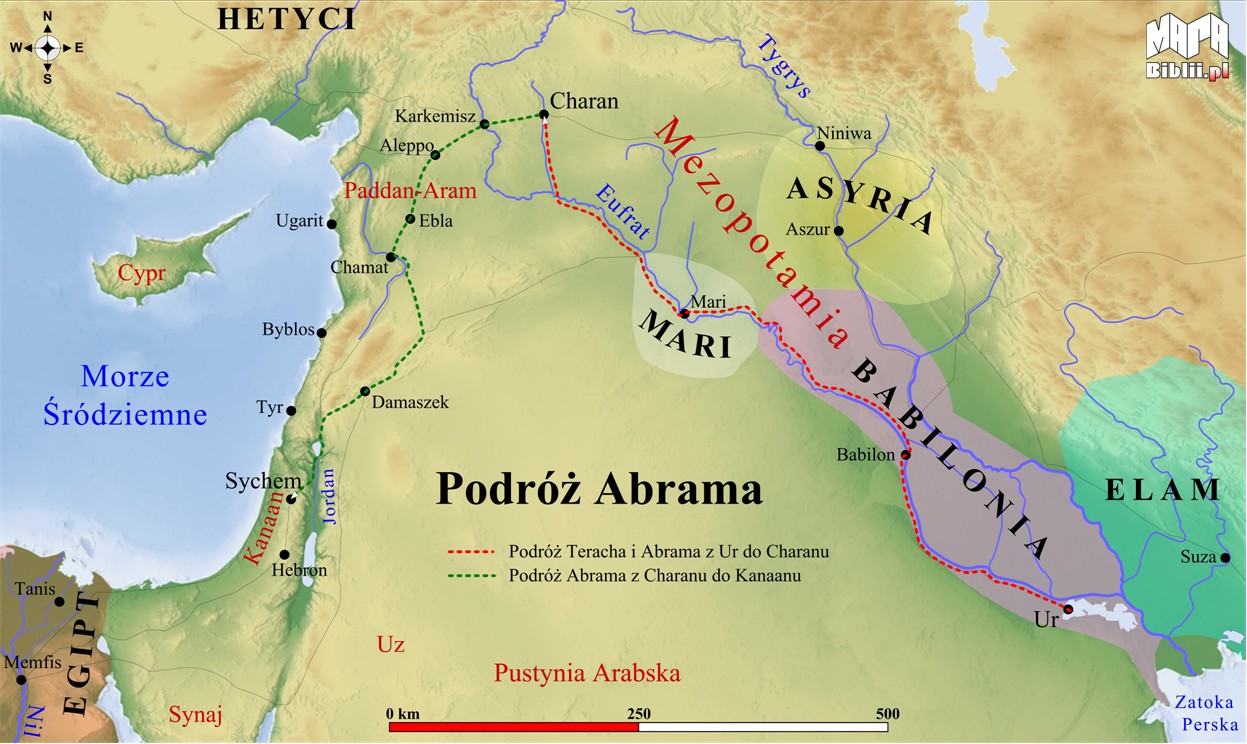 HETYCI
N
W
E
S
MAPA
Biblii.pl
Tygrys
Charan
Karkemisz
Aleppo
Niniwa
Mezopotamia
ASYRIA
Paddan-Aram
Eufrat
Ugarit
Ebla
Aszur
Chamat
Cypr
Mari
MARI
Byblos
Morze
Śródziemne
BABILONIA
Damaszek
Tyr
Babilon
Sychem
Jordan
Podróż Abrama
ELAM
Kanaan
Podróż Teracha i Abrama z Ur do Charanu
Podróż Abrama z Charanu do Kanaanu
Suza
Hebron
Tanis
EGIPT
Ur
Uz
Memfis
Pustynia Arabska
Synaj
Nil
0 km
250
500
Zatoka
Perska